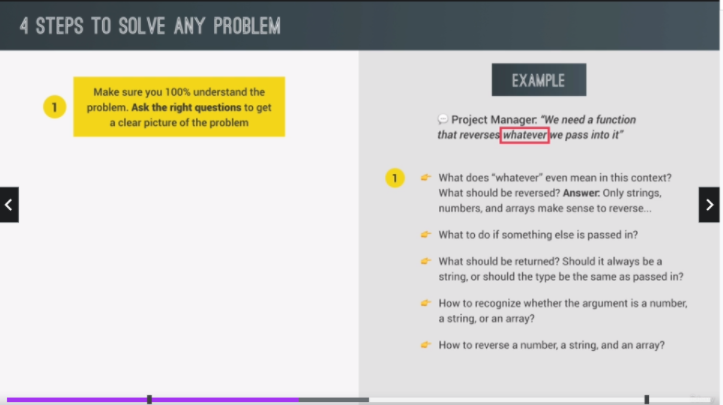 4 STEPS TO SOLVE ANY PROBLEM
1
Make sure you 100% understand the
problem. Ask the right questions to get
a clear picture of the problem
EXAMPLE
Project Manager: “We need a function
that reverses whatever we pass into it”
1
What does “whatever” even mean in this context?
What should be reversed? Answer: Only strings,
numbers, and arrays make sense to reverse...
What to do if something else is passed in?
What should be returned? Should it always be a
string, or should the type be the same as passed in?
How to recognize whether the argument is a number,
a string, or an array?
How to reverse a number, a string, and an array?